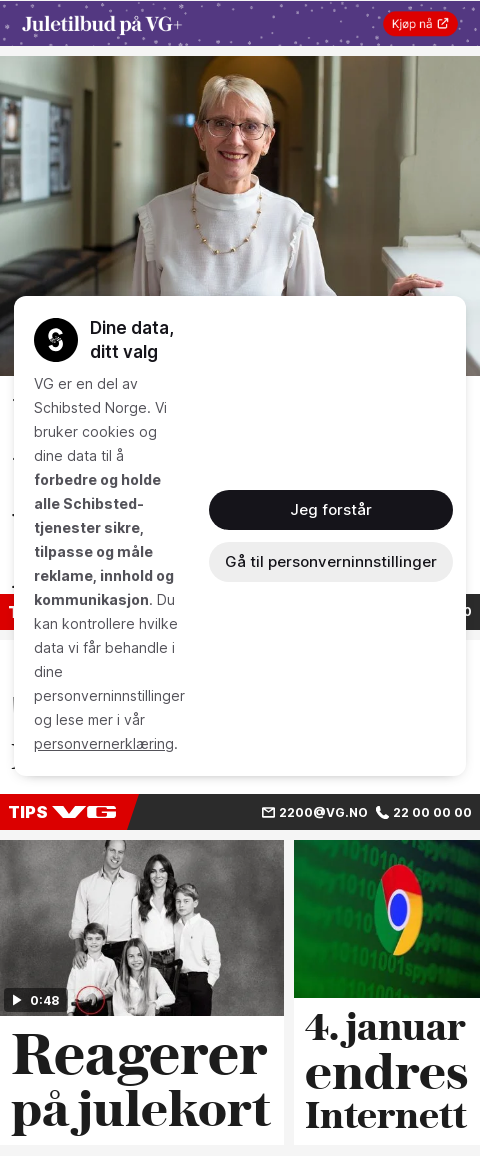 Juletilbud på VG+
Kjøp nå
Dine data,
ditt valg
VG er en del av
Schibsted Norge. Vi
bruker cookies og
dine data til å
forbedre og holde
alle Schibsted-
tjenester sikre,
tilpasse og måle
reklame, innhold og
kommunikasjon. Du
kan kontrollere hvilke
data vi får behandle i
dine
personverninnstillinger
og lese mer i vår
personvernerklæring.
Jeg forstår
Gå til personverninnstillinger
TIPS VG
2200@VG.NO
22 00 00 00
0:48
Reagerer
på julekort
4. januar
endres
Internett